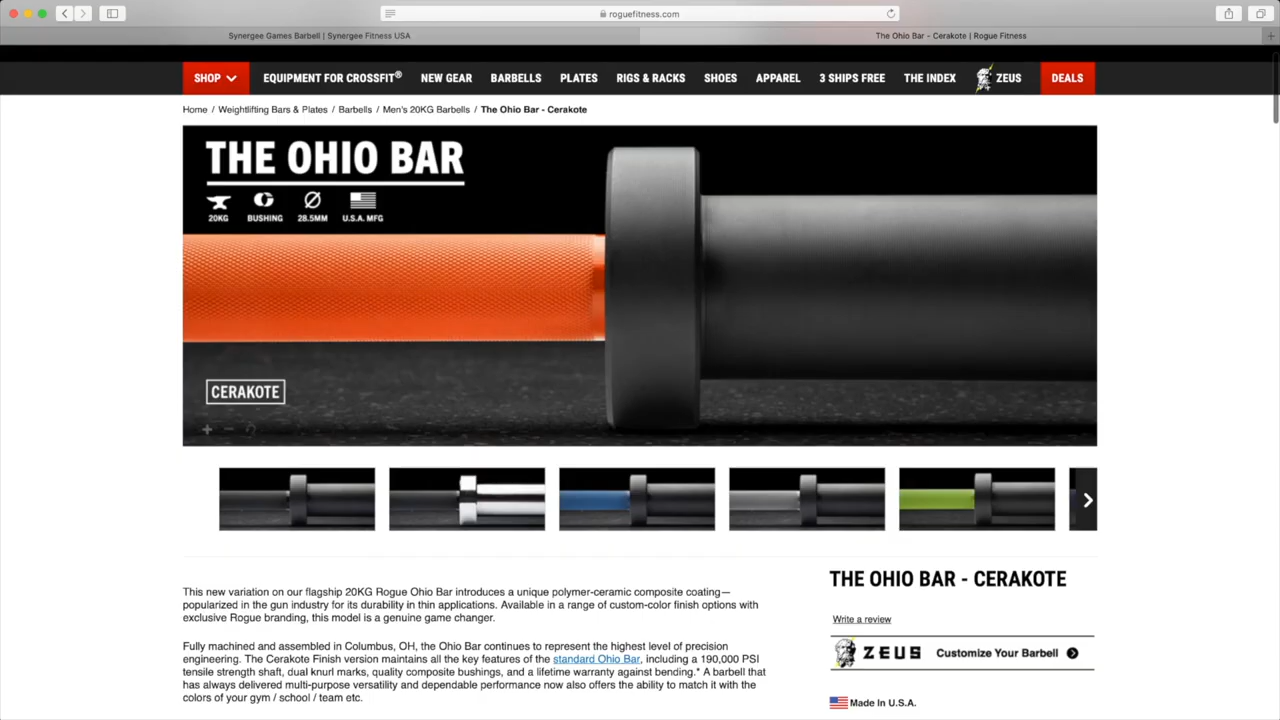 roguefitness.com
Synergee Games Barbell | Synergee Fitness USA
The Ohio Bar - Cerakote | Rogue Fitness
SHOP EQUIPMENT FOR CROSSFIT® NEW GEAR BARBELLS PLATES RIGS & RACKS SHOES APPAREL 3 SHIPS FREE THE INDEX ZEUS DEALS
Home / Weightlifting Bars & Plates / Barbells / Men's 20KG Barbells / The Ohio Bar - Cerakote
THE OHIO BAR
20KG BUSHING 28.5MM U.S.A. MFG
CERAKOTE
This new variation on our flagship 20KG Rogue Ohio Bar introduces a unique polymer-ceramic composite coating—
popularized in the gun industry for its durability in thin applications. Available in a range of custom-color finish options with
exclusive Rogue branding, this model is a genuine game changer.
Fully machined and assembled in Columbus, OH, the Ohio Bar continues to represent the highest level of precision
engineering. The Cerakote Finish version maintains all the key features of the standard Ohio Bar, including a 190,000 PSI
tensile strength shaft, dual knurl marks, quality composite bushings, and a lifetime warranty against bending.* A barbell that
has always delivered multi-purpose versatility and dependable performance now also offers the ability to match it with the
colors of your gym / school / team etc.
THE OHIO BAR - CERAKOTE
Write a review
ZEUS Customize Your Barbell
Made In U.S.A.